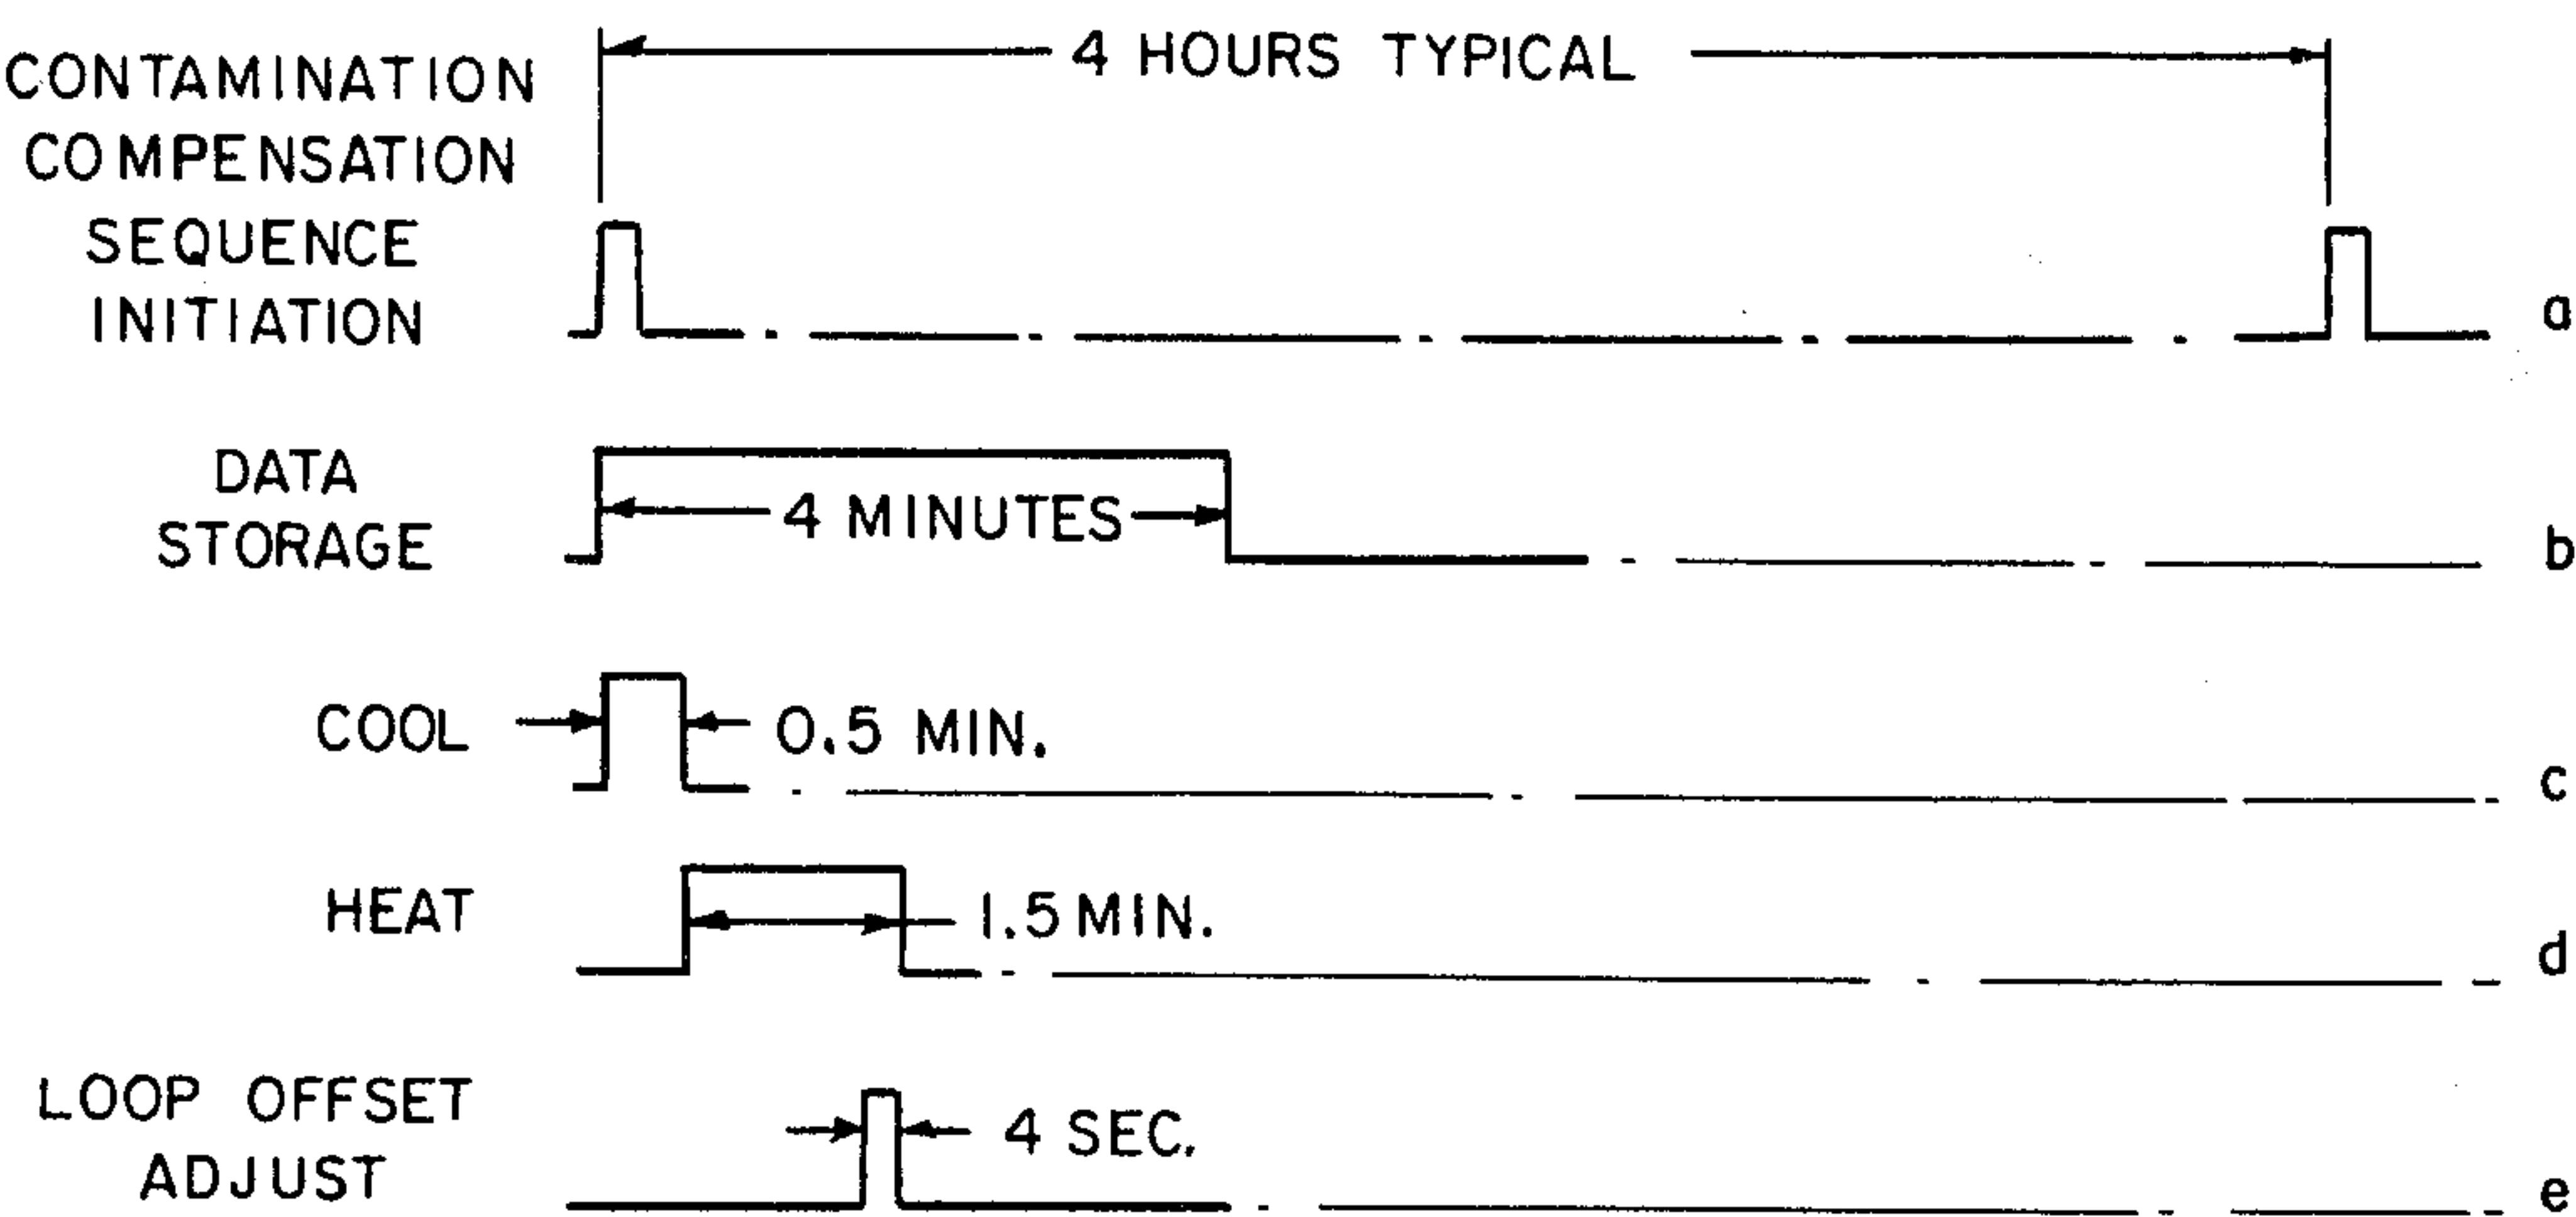 4 HOURS TYPICAL
CONTAMINATION
COMPENSATION
SEQUENCE
INITIATION
a
DATA
STORAGE
4 MINUTES
b
COOL
0.5 MIN.
c
HEAT
1.5 MIN.
d
LOOP OFFSET
ADJUST
4 SEC.
e